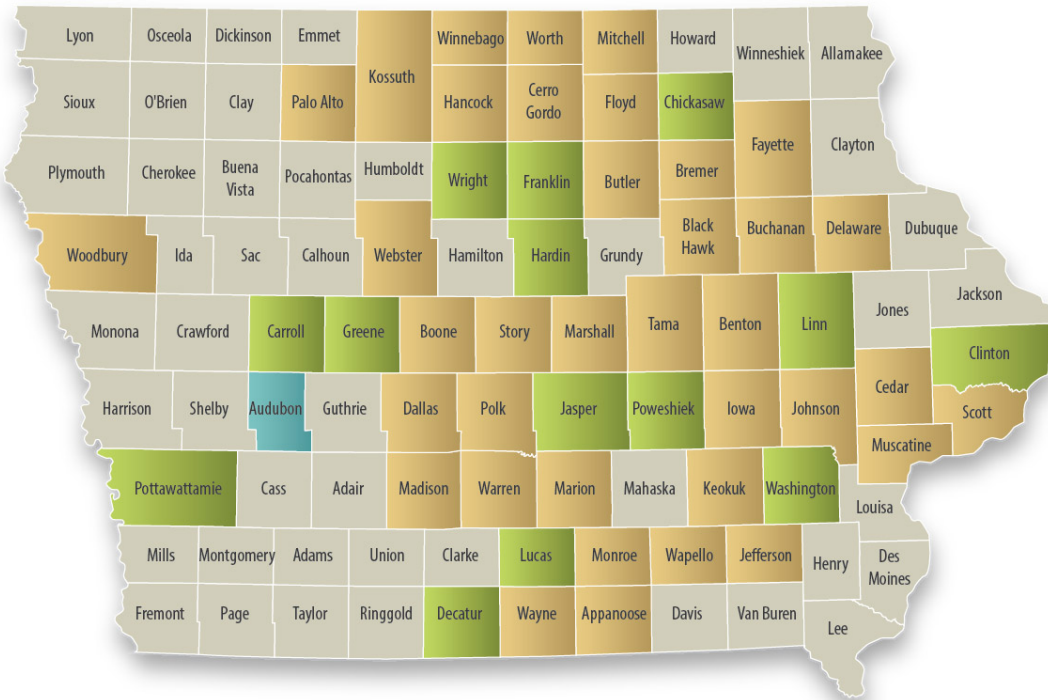 Lyon
Osceola
Dickinson
Emmet
Kossuth
Winnebago
Worth
Mitchell
Howard
Winneshiek
Allamakee
Sioux
O'Brien
Clay
Palo Alto
Hancock
Cerro
Gordo
Floyd
Chickasaw
Fayette
Clayton
Plymouth
Cherokee
Buena
Vista
Pocahontas
Humboldt
Wright
Franklin
Butler
Bremer
Woodbury
Ida
Sac
Calhoun
Webster
Hamilton
Hardin
Grundy
Black
Hawk
Buchanan
Delaware
Dubuque
Monona
Crawford
Carroll
Greene
Boone
Story
Marshall
Tama
Benton
Linn
Jones
Jackson
Clinton
Harrison
Shelby
Audubon
Guthrie
Dallas
Polk
Jasper
Poweshiek
Iowa
Johnson
Cedar
Scott
Muscatine
Pottawattamie
Cass
Adair
Madison
Warren
Marion
Mahaska
Keokuk
Washington
Louisa
Mills
Montgomery
Adams
Union
Clarke
Lucas
Monroe
Wapello
Jefferson
Henry
Des
Moines
Fremont
Page
Taylor
Ringgold
Decatur
Wayne
Appanoose
Davis
Van Buren
Lee